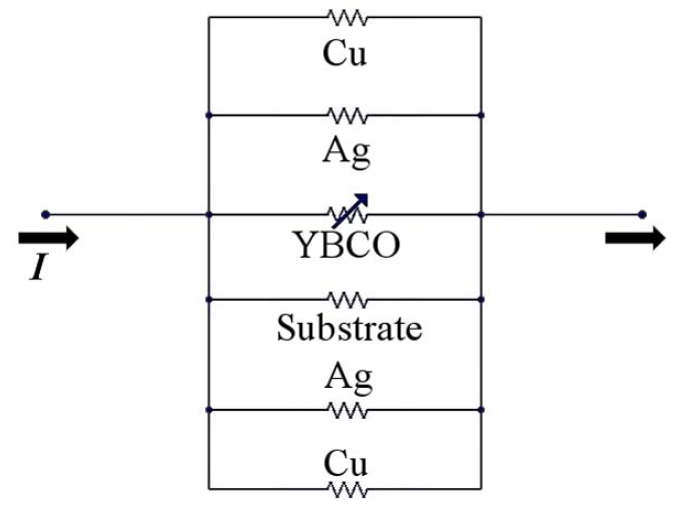 Cu
Ag
YBCO
I
Substrate
Ag
Cu